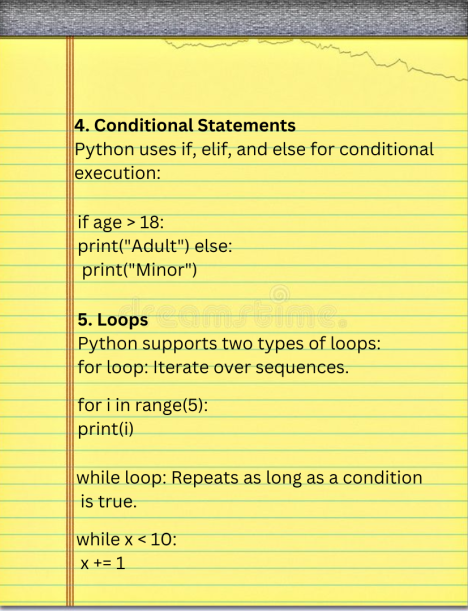 4. Conditional Statements
Python uses if, elif, and else for conditional
execution:
if age > 18:
print("Adult") else:
print("Minor")
dreamstime.
5. Loops
Python supports two types of loops:
for loop: Iterate over sequences.
for i in range(5):
print(i)
while loop: Repeats as long as a condition
is true.
while x < 10:
x += 1